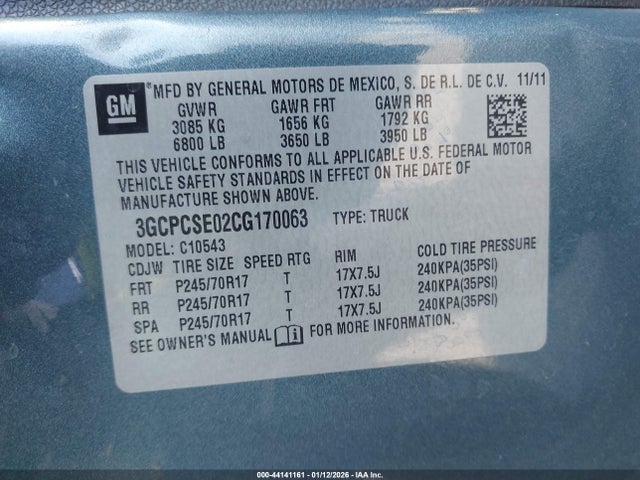 GM
MFD BY GENERAL MOTORS DE MEXICO, S. DE R.L. DE C.V. 11/11
GVWR GAWR FRT GAWR RR
3085 KG 1656 KG 1792 KG
6800 LB 3650 LB 3950 LB
THIS VEHICLE CONFORMS TO ALL APPLICABLE U.S. FEDERAL MOTOR
VEHICLE SAFETY STANDARDS IN EFFECT ON THE DATE OF
MANUFACTURE SHOWN ABOVE.
3GCPCSE02CG170063 TYPE: TRUCK
MODEL: C10543
CDJW TIRE SIZE SPEED RTG RIM COLD TIRE PRESSURE
FRT P245/70R17 T 17X7.5J 240KPA(35PSI)
RR P245/70R17 T 17X7.5J 240KPA(35PSI)
SPA P245/70R17 T 17X7.5J 240KPA(35PSI)
SEE OWNER'S MANUAL i FOR MORE INFORMATION.
000-44141161 - 01/12/2026 - IAA Inc.